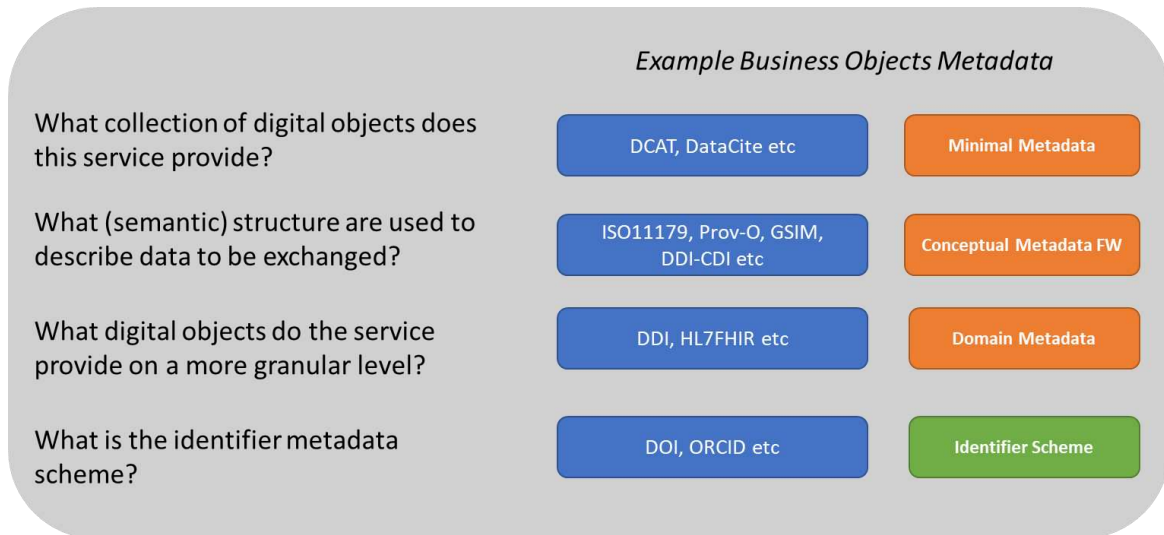 Example Business Objects Metadata
What collection of digital objects does
this service provide?
DCAT, DataCite etc
Minimal Metadata
What (semantic) structure are used to
describe data to be exchanged?
ISO11179, Prov-O, GSIM,
DDI-CDI etc
Conceptual Metadata FW
What digital objects do the service
provide on a more granular level?
DDI, HL7FHIR etc
Domain Metadata
What is the identifier metadata
scheme?
DOI, ORCID etc
Identifier Scheme